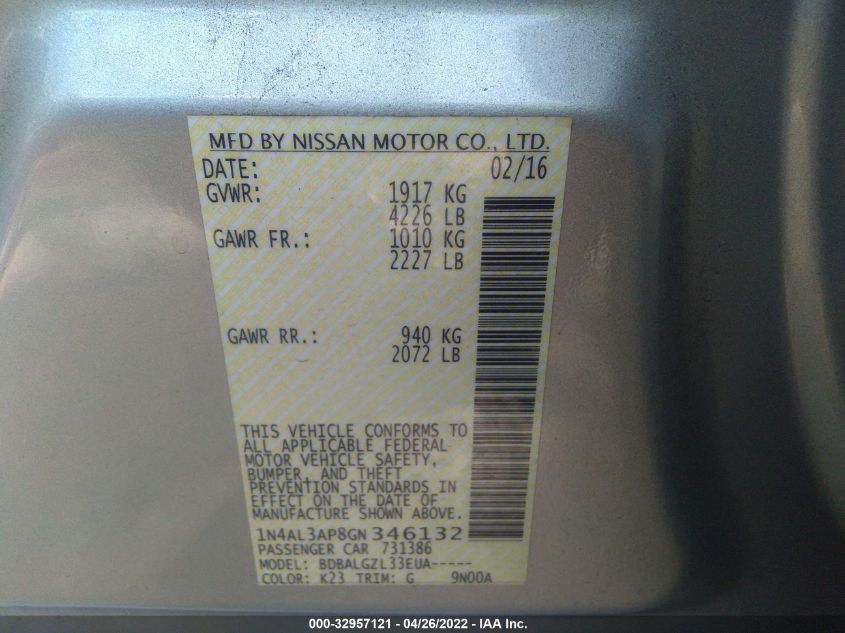 MFD BY NISSAN MOTOR CO., LTD.
DATE: 02/16
GVWR: 1917 KG
4226 LB
GAWR FR.: 1010 KG
2227 LB
GAWR RR.: 940 KG
2072 LB
THIS VEHICLE CONFORMS TO
ALL APPLICABLE FEDERAL
MOTOR VEHICLE SAFETY,
BUMPER, AND THEFT
PREVENTION STANDARDS IN
EFFECT ON THE DATE OF
MANUFACTURE SHOWN ABOVE.
1N4AL3AP8GN346132
PASSENGER CAR 731386
MODEL: BDBALGZL33EUA-----
COLOR: K23 TRIM: G 9N00A
000-32957121 - 04/26/2022 - IAA Inc.